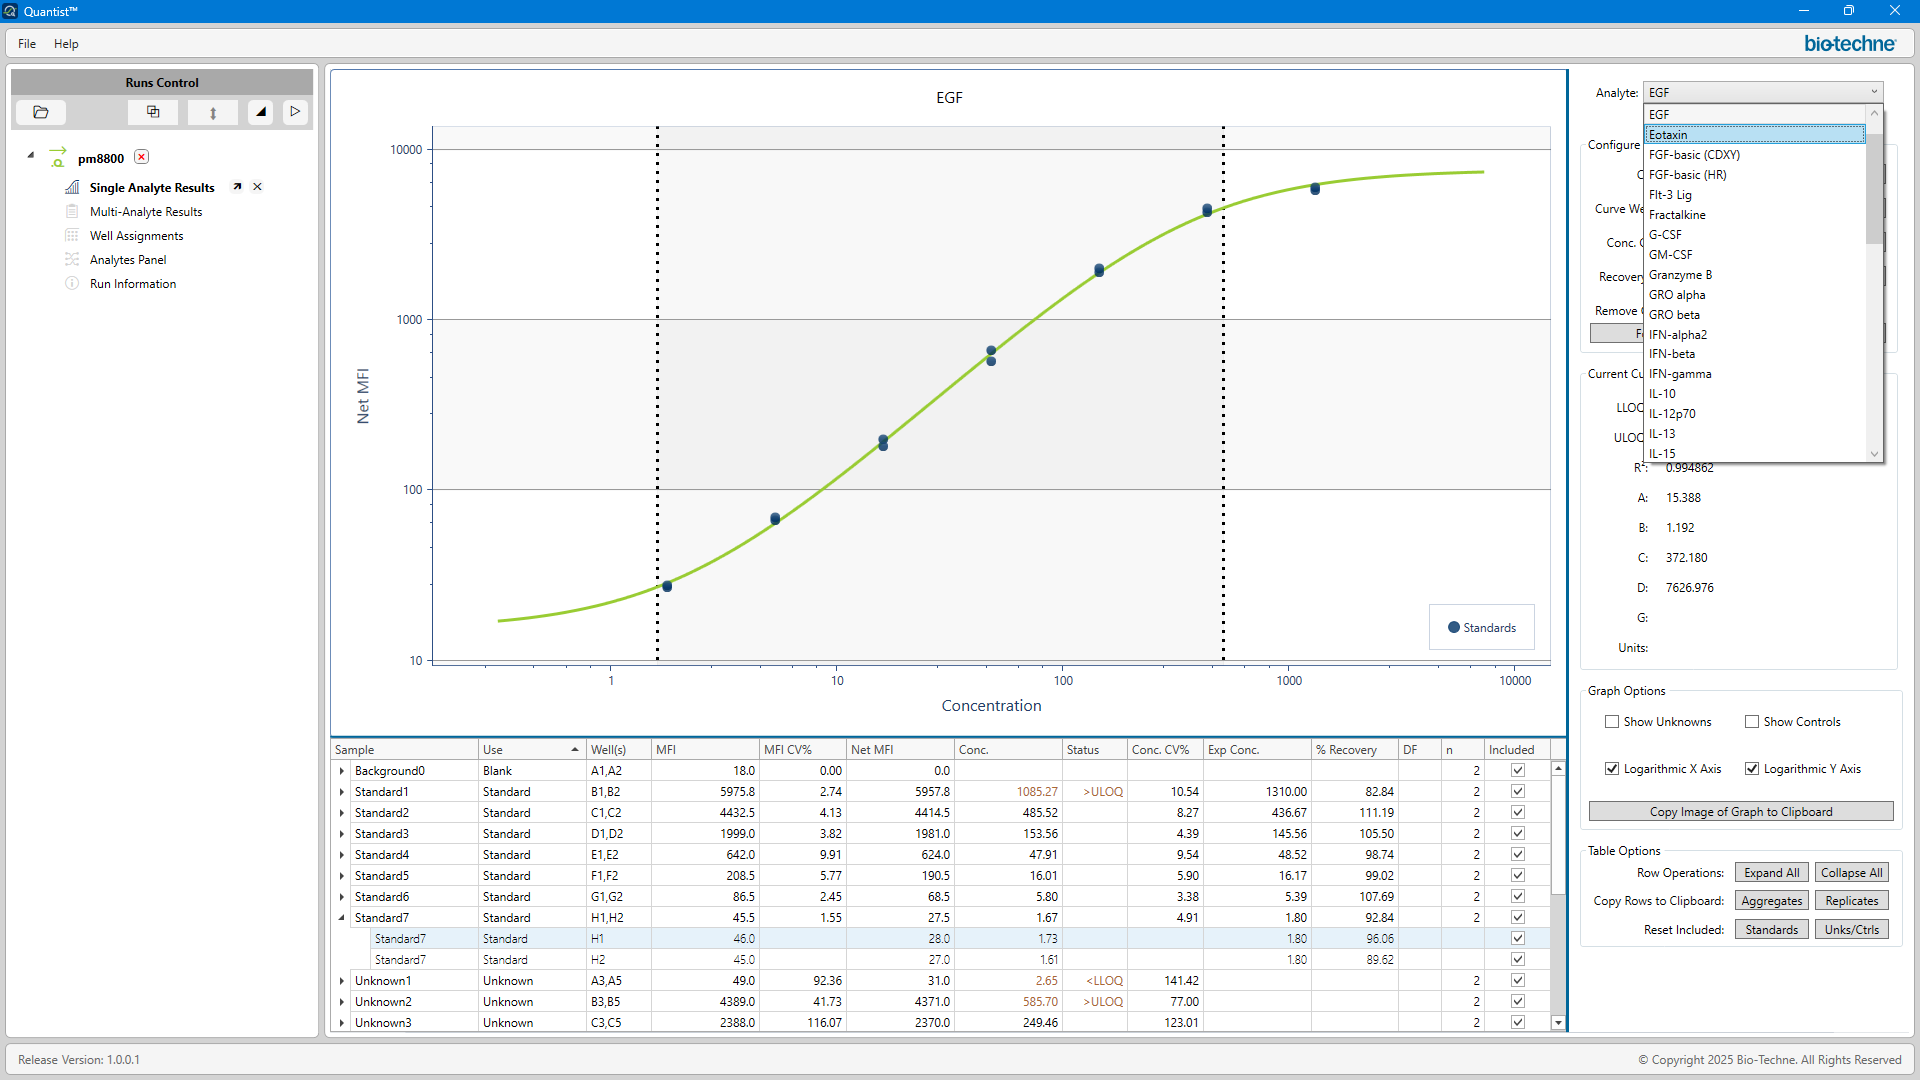 Quantist™
File Help
bio-techne
Runs Control
pm8800
Single Analyte Results
Multi-Analyte Results
Well Assignments
Analytes Panel
Run Information
EGF
Net MFI
10000
1000
100
10
1 10 100 1000 10000
Concentration
Standards
Sample Use Well(s) MFI MFI CV% Net MFI Conc. Status Conc. CV% Exp Conc. % Recovery DF n Included
Background0 Blank A1,A2 18.0 0.00 0.0 2
Standard1 Standard B1,B2 5975.8 2.74 5957.8 1085.27 >ULOQ 10.54 1310.00 82.84 2
Standard2 Standard C1,C2 4432.5 4.13 4414.5 485.52 8.27 436.67 111.19 2
Standard3 Standard D1,D2 1999.0 3.82 1981.0 153.56 4.39 145.56 105.50 2
Standard4 Standard E1,E2 642.0 9.91 624.0 47.91 9.54 48.52 98.74 2
Standard5 Standard F1,F2 208.5 5.77 190.5 16.01 5.90 16.17 99.02 2
Standard6 Standard G1,G2 86.5 2.45 68.5 5.80 3.38 5.39 107.69 2
Standard7 Standard H1,H2 45.5 1.55 27.5 1.67 4.91 1.80 92.84 2
Standard7 Standard H1 46.0 28.0 1.73 1.80 96.06
Standard7 Standard H2 45.0 27.0 1.61 1.80 89.62
Unknown1 Unknown A3,A5 49.0 92.36 31.0 2.65 <LLOQ 141.42 2
Unknown2 Unknown B3,B5 4389.0 41.73 4371.0 585.70 >ULOQ 77.00 2
Unknown3 Unknown C3,C5 2388.0 116.07 2370.0 249.46 123.01 2
Analyte: EGF
EGF
Eotaxin
FGF-basic (CDXY)
FGF-basic (HR)
Flt-3 Lig
Fractalkine
G-CSF
GM-CSF
Granzyme B
GRO alpha
GRO beta
IFN-alpha2
IFN-beta
IFN-gamma
IL-10
IL-12p70
IL-13
IL-15
Configure
Curve We
Conc.
Recovery
Remove
Current Cu
LLOQ
ULOQ
R²: 0.994862
A: 15.388
B: 1.192
C: 372.180
D: 7626.976
G:
Units:
Graph Options
Show Unknowns Show Controls
Logarithmic X Axis Logarithmic Y Axis
Copy Image of Graph to Clipboard
Table Options
Row Operations: Expand All Collapse All
Copy Rows to Clipboard: Aggregates Replicates
Reset Included: Standards Unks/Ctrls
Release Version: 1.0.0.1
© Copyright 2025 Bio-Techne. All Rights Reserved